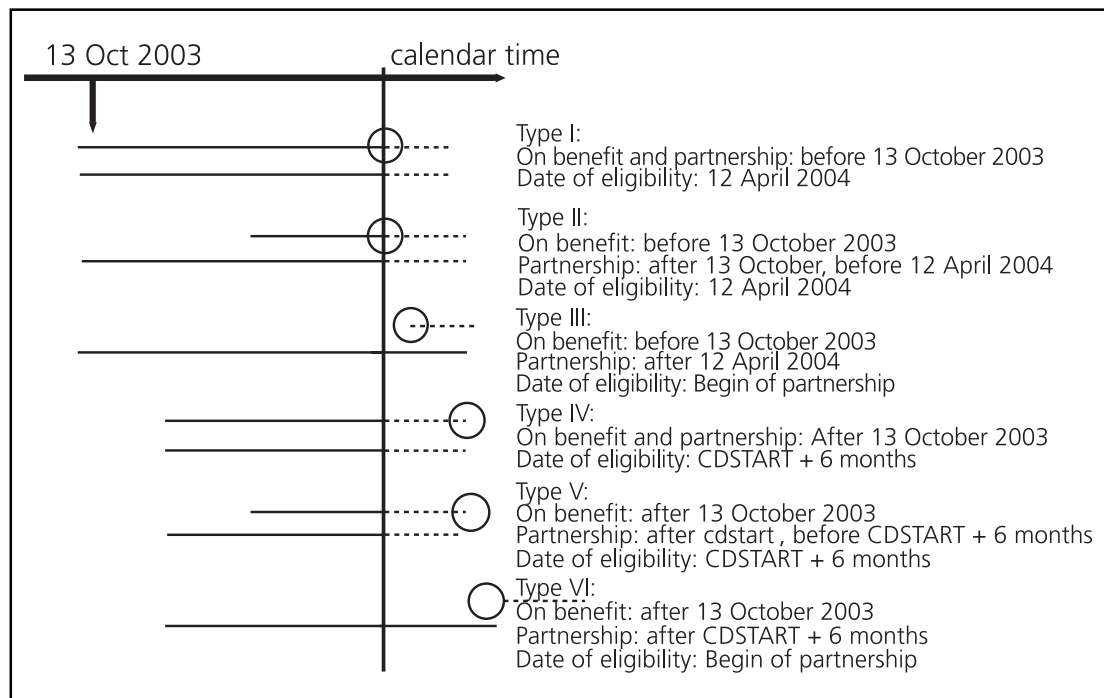 13 Oct 2003
calendar time
Type I:
On benefit and partnership: before 13 October 2003
Date of eligibility: 12 April 2004
Type II:
On benefit: before 13 October 2003
Partnership: after 13 October, before 12 April 2004
Date of eligibility: 12 April 2004
Type III:
On benefit: before 13 October 2003
Partnership: after 12 April 2004
Date of eligibility: Begin of partnership
Type IV:
On benefit and partnership: After 13 October 2003
Date of eligibility: CDSTART + 6 months
Type V:
On benefit: after 13 October 2003
Partnership: after cdstart , before CDSTART + 6 months
Date of eligibility: CDSTART + 6 months
Type VI:
On benefit: after 13 October 2003
Partnership: after CDSTART + 6 months
Date of eligibility: Begin of partnership